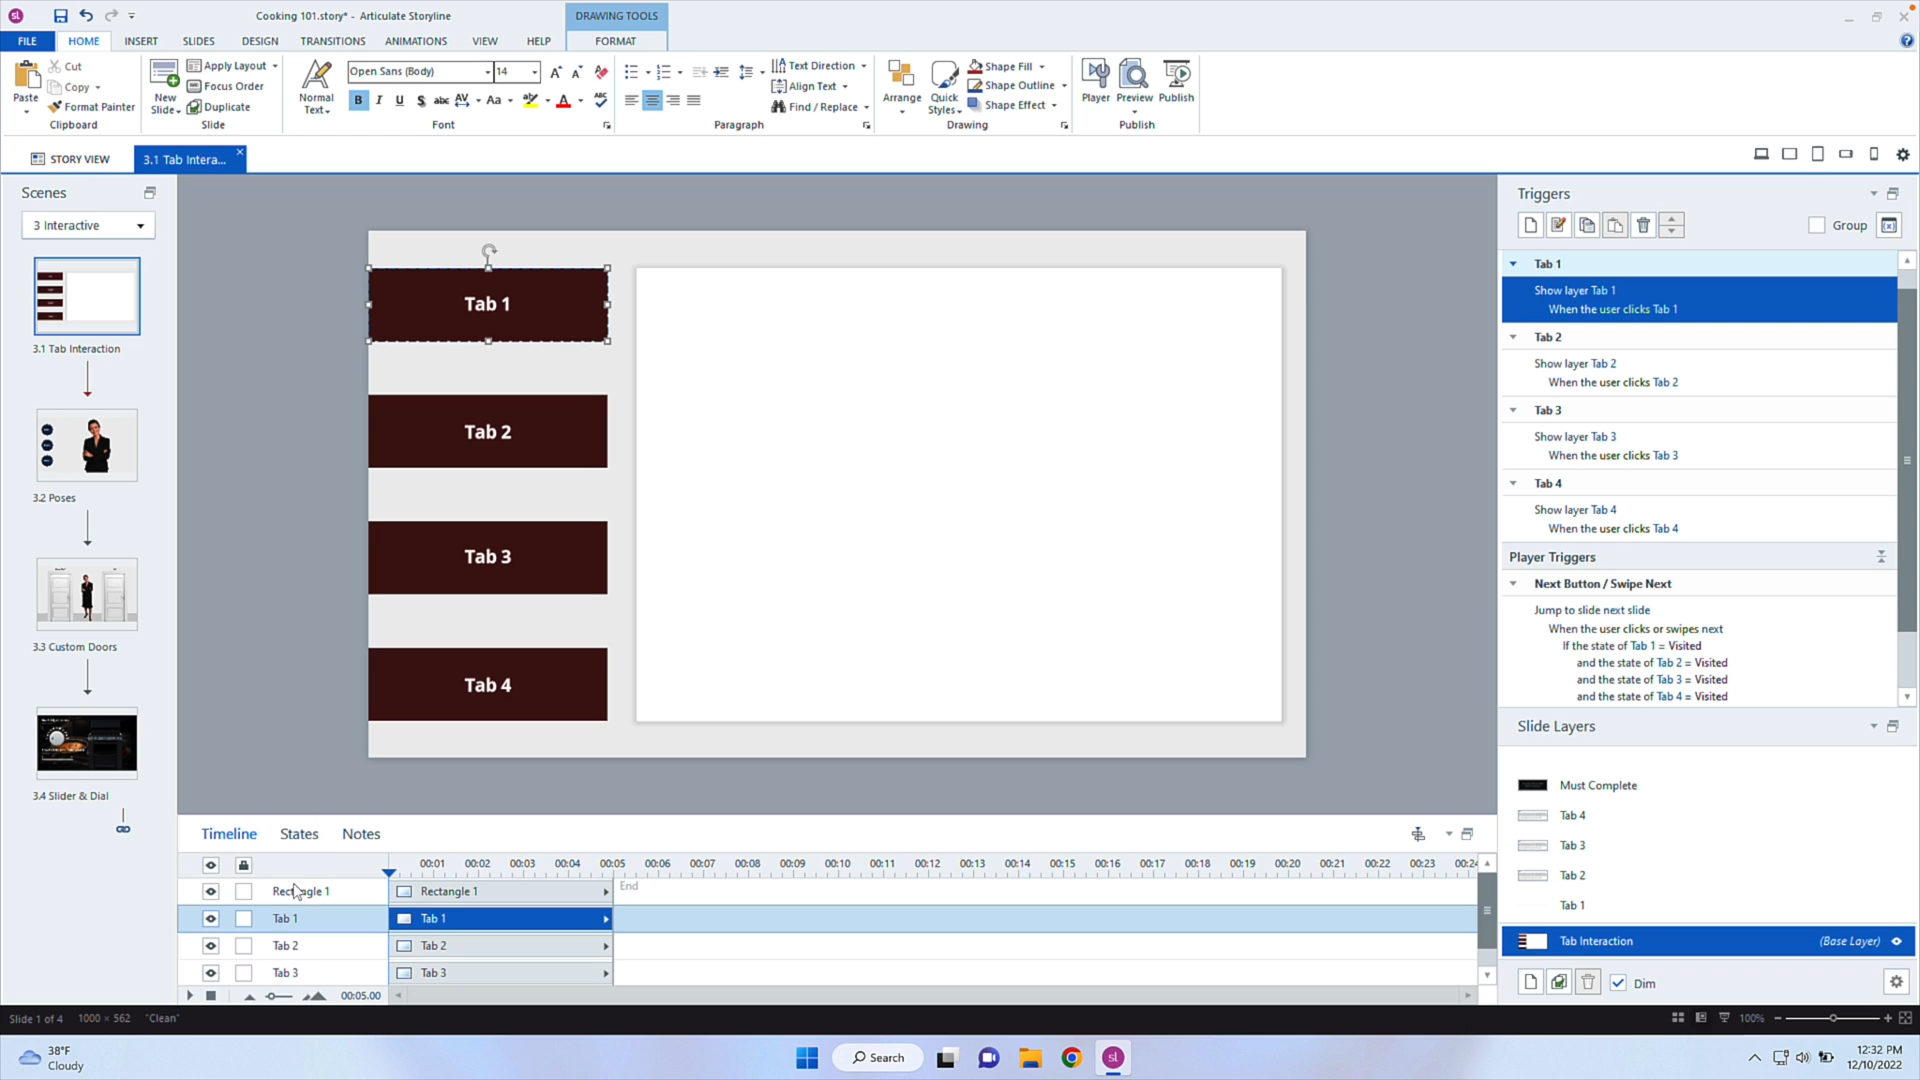 sl
Cooking 101.story* - Articulate Storyline
DRAWING TOOLS
FILE
HOME
INSERT
SLIDES
DESIGN
TRANSITIONS
ANIMATIONS
VIEW
HELP
FORMAT
Paste
Cut
Copy
Format Painter
Clipboard
New Slide
Apply Layout
Focus Order
Duplicate
Slide
Normal Text
Open Sans (Body)
14
Font
Text Direction
Align Text
Find / Replace
Paragraph
Arrange
Quick Styles
Shape Fill
Shape Outline
Shape Effect
Drawing
Player
Preview
Publish
Publish
STORY VIEW
3.1 Tab Intera...
Scenes
3 Interactive
3.1 Tab Interaction
3.2 Poses
3.3 Custom Doors
3.4 Slider & Dial
Tab 1
Tab 2
Tab 3
Tab 4
Triggers
Group
Tab 1
Show layer Tab 1
When the user clicks Tab 1
Tab 2
Show layer Tab 2
When the user clicks Tab 2
Tab 3
Show layer Tab 3
When the user clicks Tab 3
Tab 4
Show layer Tab 4
When the user clicks Tab 4
Player Triggers
Next Button / Swipe Next
Jump to slide next slide
When the user clicks or swipes next
If the state of Tab 1 = Visited
and the state of Tab 2 = Visited
and the state of Tab 3 = Visited
and the state of Tab 4 = Visited
Slide Layers
Must Complete
Tab 4
Tab 3
Tab 2
Tab 1
Tab Interaction (Base Layer)
Dim
Timeline
States
Notes
00:01 00:02 00:03 00:04 00:05 00:06 00:07 00:08 00:09 00:10 00:11 00:12 00:13 00:14 00:15 00:16 00:17 00:18 00:19 00:20 00:21 00:22 00:23 00:24
Rectangle 1 Rectangle 1 End
Tab 1 Tab 1
Tab 2 Tab 2
Tab 3 Tab 3
00:05.00
Slide 1 of 4 1000 × 562 "Clean"
100%
38°F
Cloudy
Search
sl
12:32 PM
12/10/2022